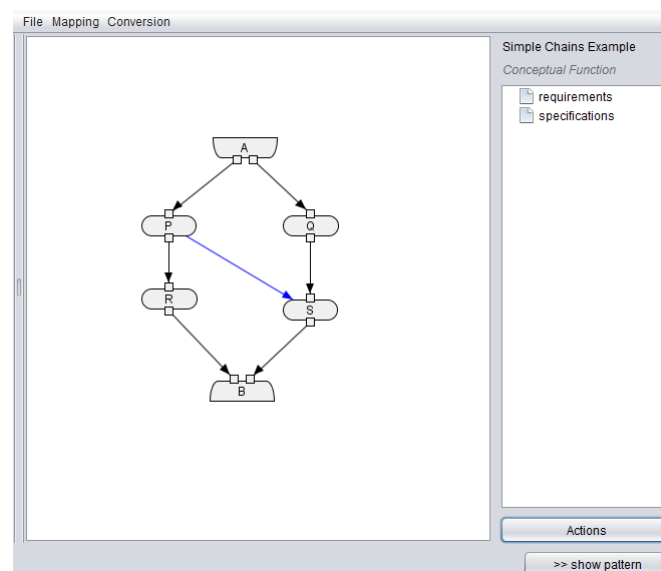 File Mapping Conversion
Simple Chains Example
Conceptual Function
requirements
specifications
A
P
Q
R
S
B
Actions
>> show pattern